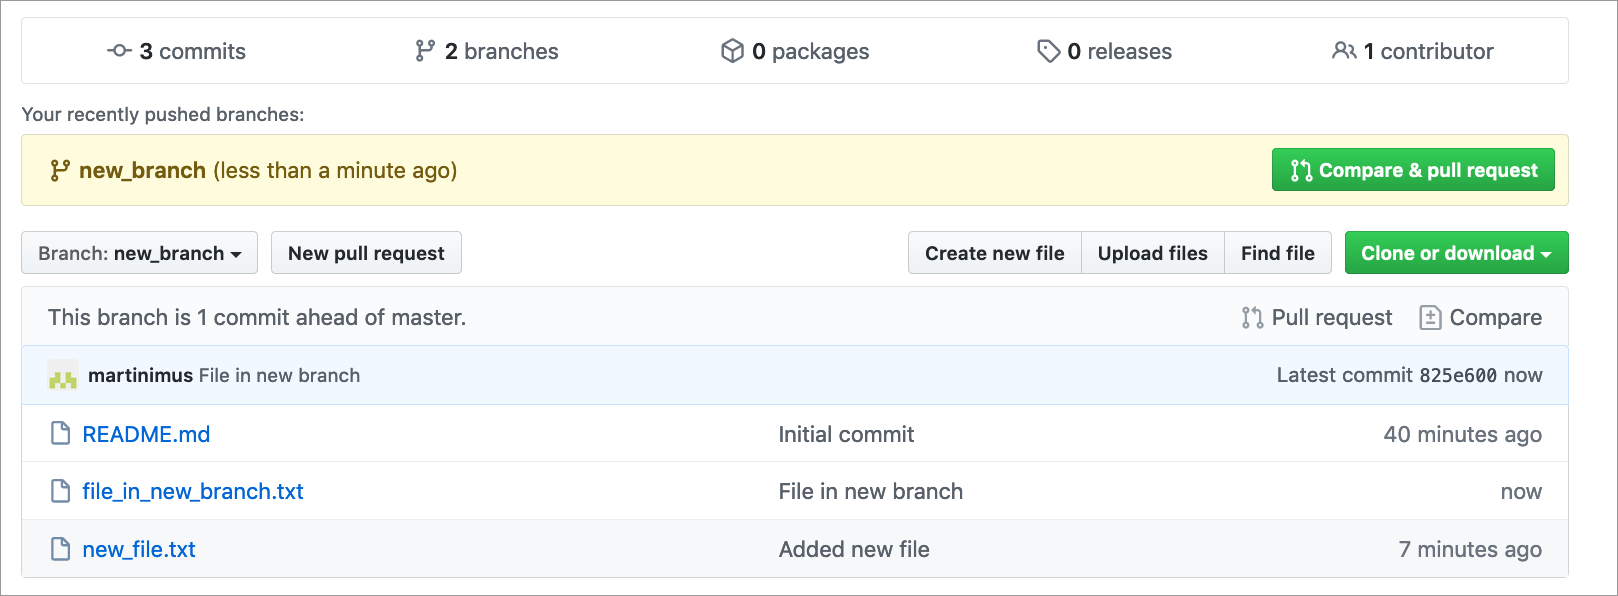 3 commits 2 branches 0 packages 0 releases 1 contributor
Your recently pushed branches:
new_branch (less than a minute ago) Compare & pull request
Branch: new_branch New pull request Create new file Upload files Find file Clone or download
This branch is 1 commit ahead of master. Pull request Compare
martinimus File in new branch Latest commit 825e600 now
README.md Initial commit 40 minutes ago
file_in_new_branch.txt File in new branch now
new_file.txt Added new file 7 minutes ago